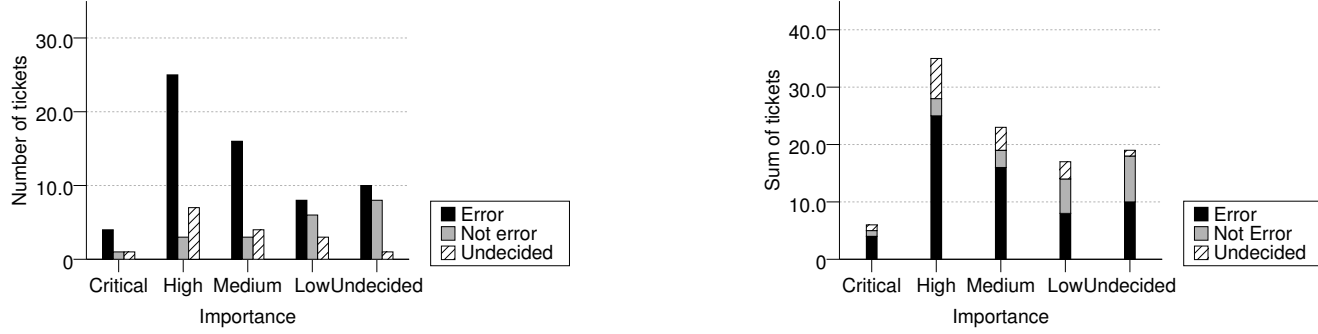 Number of tickets
30.0
20.0
10.0
0
Critical High Medium Low Undecided
Importance
Error
Not error
Undecided
Sum of tickets
40.0
30.0
20.0
10.0
0
Critical High Medium Low Undecided
Importance
Error
Not Error
Undecided